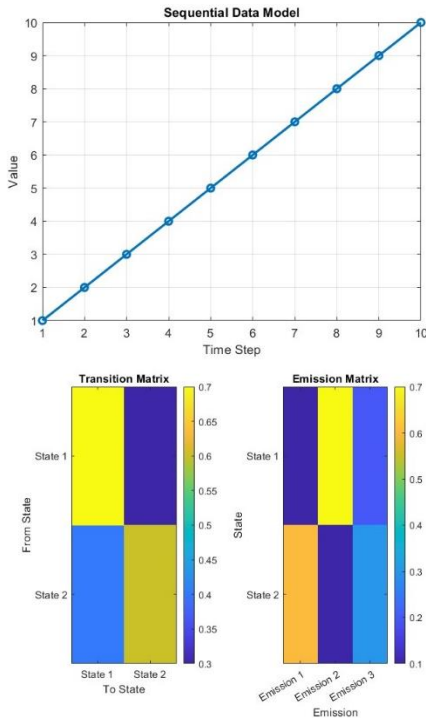 Sequential Data Model
10
9
8
7
6
5
4
3
2
1
Value
1 2 3 4 5 6 7 8 9 10
Time Step
Transition Matrix
State 1
State 2
From State
State 1 State 2
To State
0.7
0.65
0.6
0.55
0.5
0.45
0.4
0.35
0.3
Emission Matrix
State 1
State 2
State
Emission 1 Emission 2 Emission 3
Emission
0.7
0.6
0.5
0.4
0.3
0.2
0.1